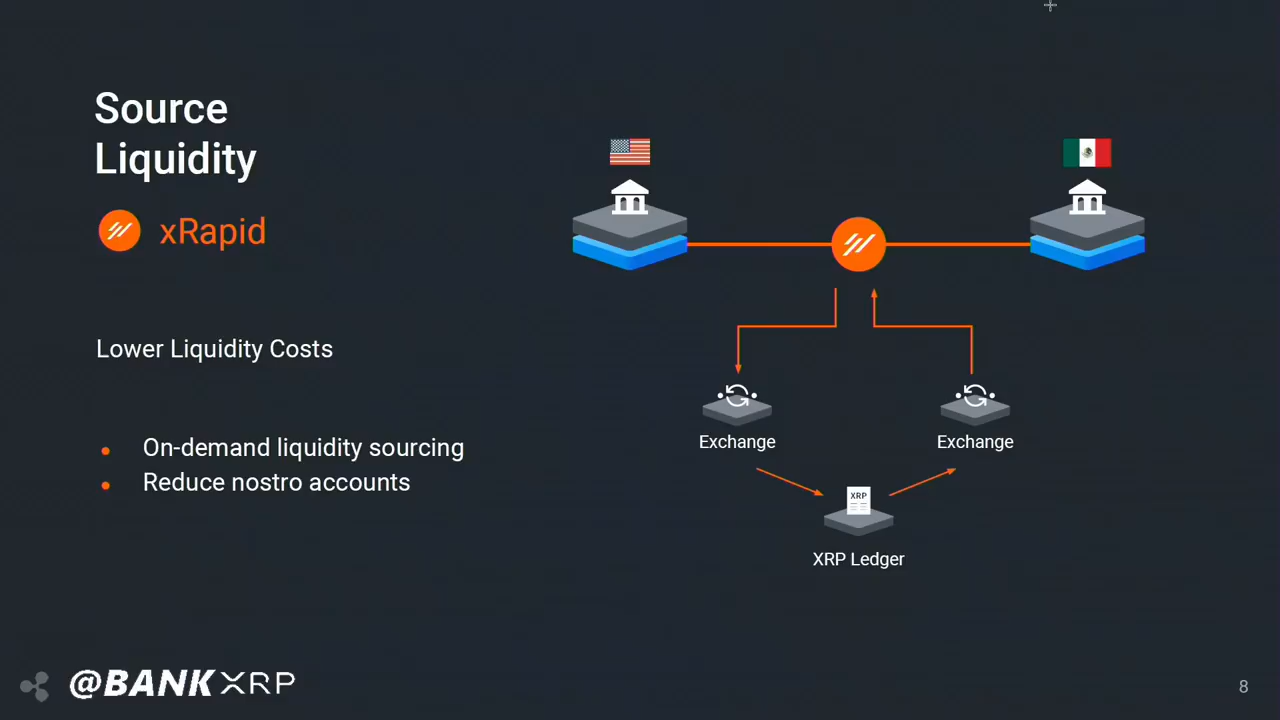 Source
Liquidity
xRapid
Lower Liquidity Costs
On-demand liquidity sourcing
Reduce nostro accounts
Exchange
Exchange
XRP
XRP Ledger
@BANKXRP
8